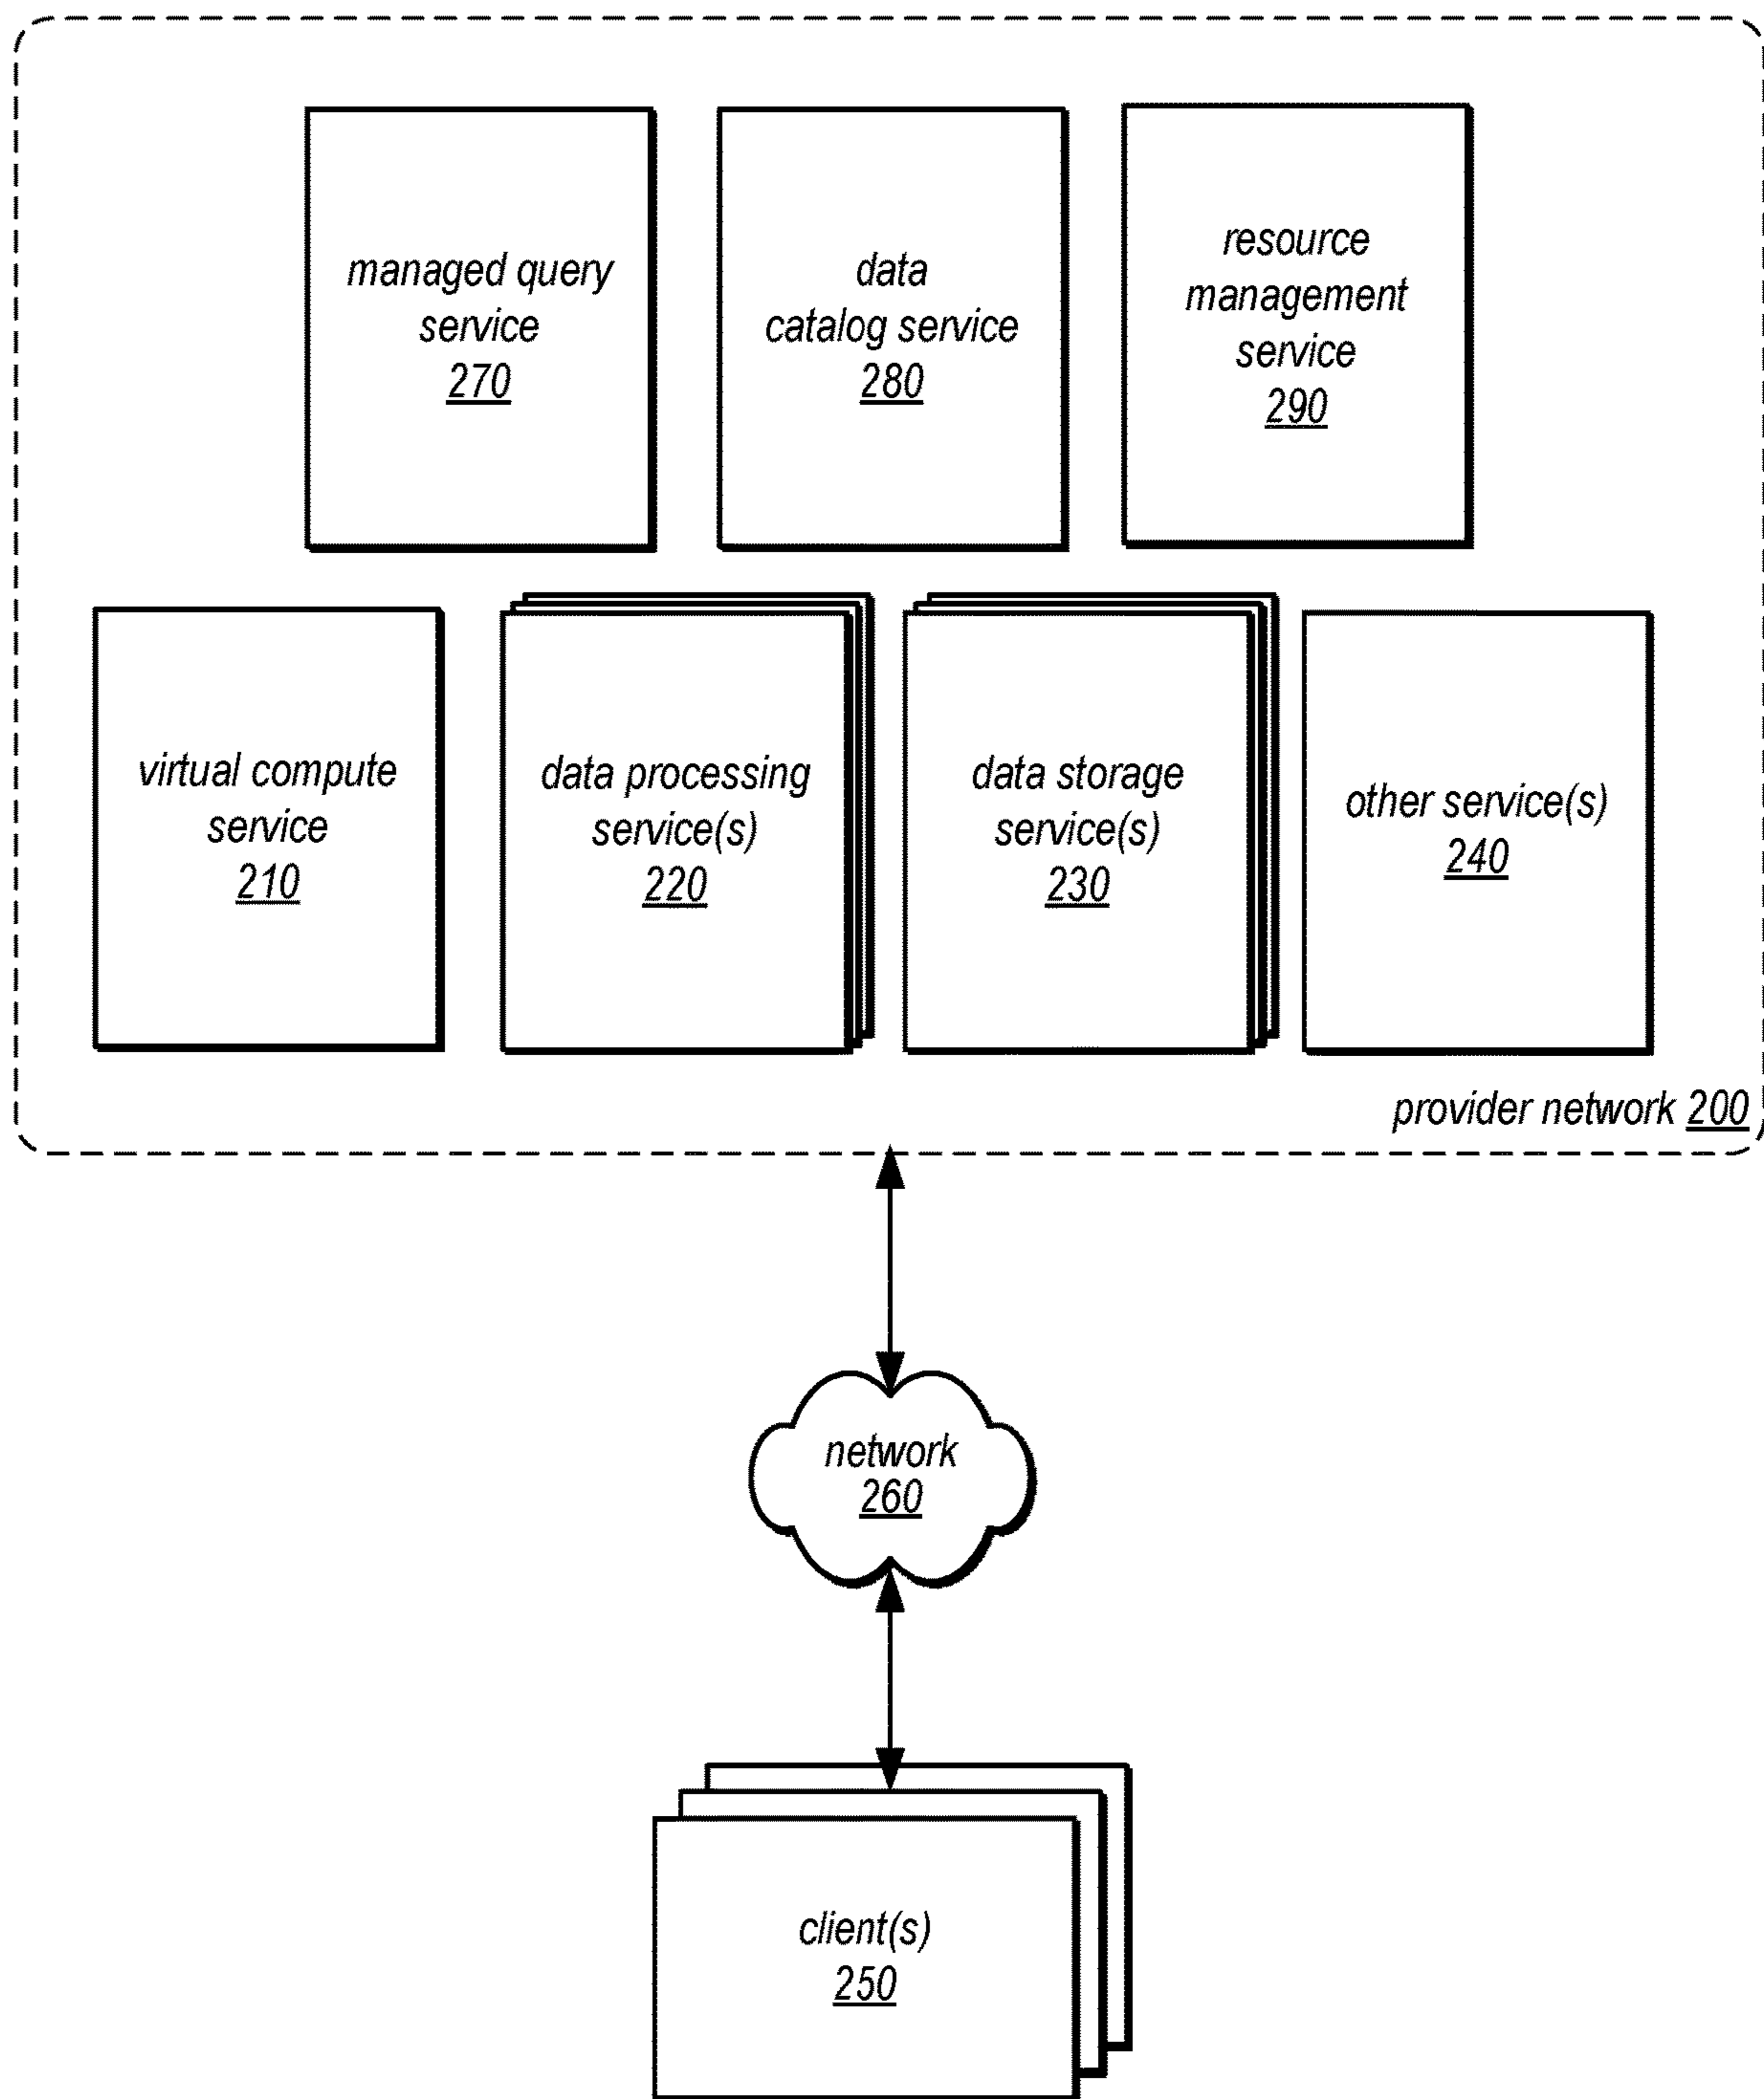 managed query
service
270
data
catalog service
280
resource
management
service
290
virtual compute
service
210
data processing
service(s)
220
data storage
service(s)
230
other service(s)
240
provider network 200
network
260
client(s)
250